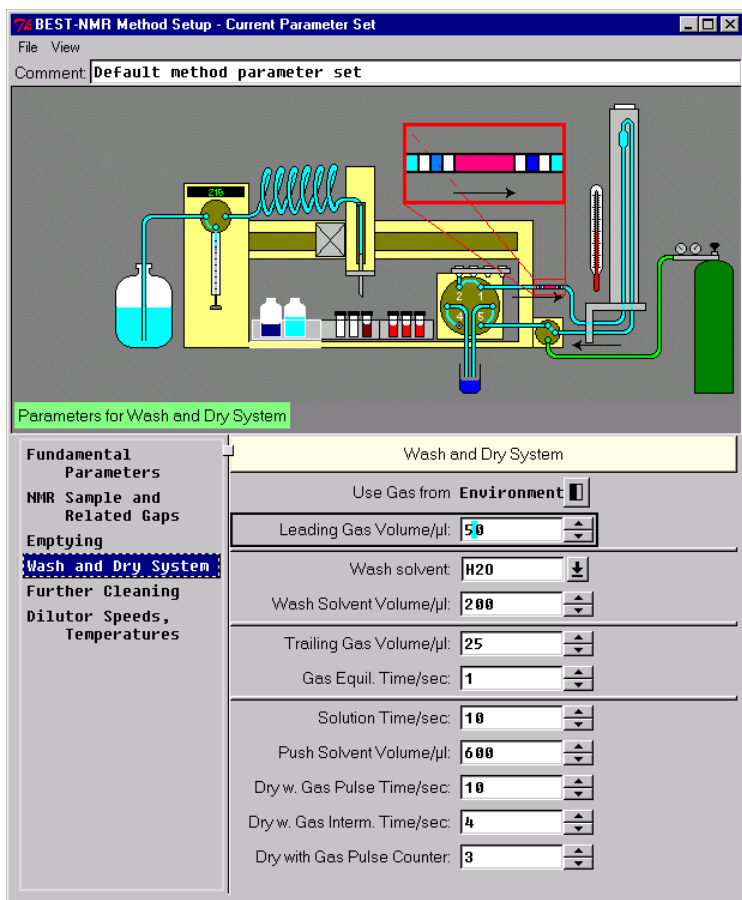 BEST-NMR Method Setup - Current Parameter Set
File View
Comment: Default method parameter set
216
2 1
4 5
Parameters for Wash and Dry System
Fundamental
Parameters
NMR Sample and
Related Gaps
Emptying
Wash and Dry System
Further Cleaning
Dilutor Speeds,
Temperatures
Wash and Dry System
Use Gas from Environment
Leading Gas Volume/µl: 50
Wash solvent: H2O
Wash Solvent Volume/µl: 200
Trailing Gas Volume/µl: 25
Gas Equil. Time/sec: 1
Solution Time/sec: 10
Push Solvent Volume/µl: 600
Dry w. Gas Pulse Time/sec: 10
Dry w. Gas Interm. Time/sec: 4
Dry with Gas Pulse Counter: 3